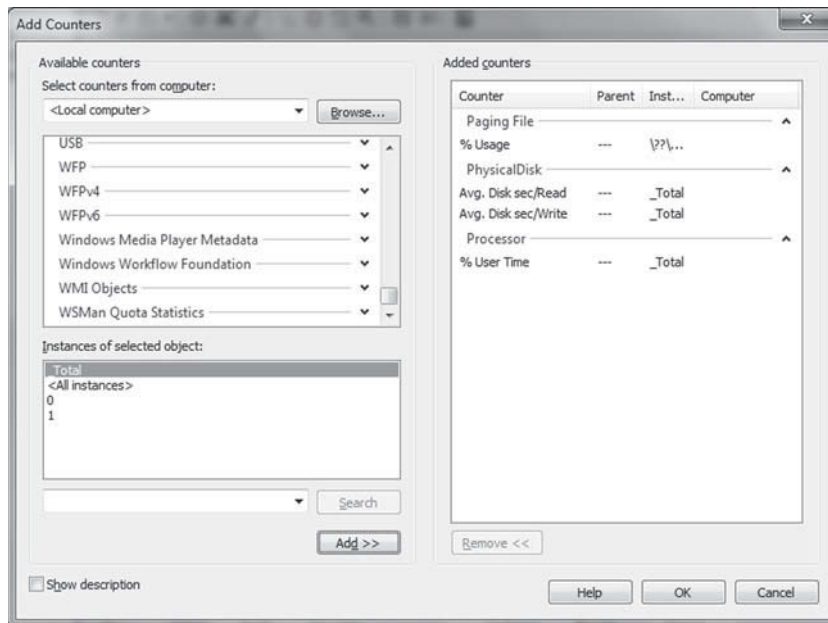 Add Counters
Available counters
Select counters from computer:
<Local computer>
Browse...
USB
WFP
WFPv4
WFPv6
Windows Media Player Metadata
Windows Workflow Foundation
WMI Objects
WSMan Quota Statistics
Instances of selected object:
_Total
<All instances>
0
1
Search
Add >>
Show description
Added counters
Counter Parent Inst... Computer
Paging File
% Usage --- \??\...
PhysicalDisk
Avg. Disk sec/Read --- _Total
Avg. Disk sec/Write --- _Total
Processor
% User Time --- _Total
Remove <<
Help OK Cancel